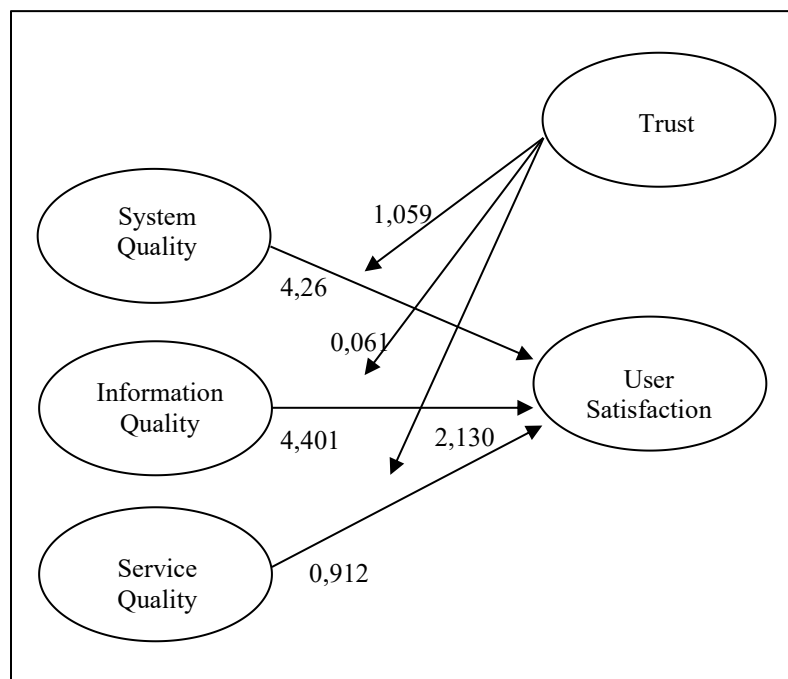 Trust
System
Quality
1,059
4,26
0,061
Information
Quality
User
Satisfaction
4,401
2,130
Service
Quality
0,912